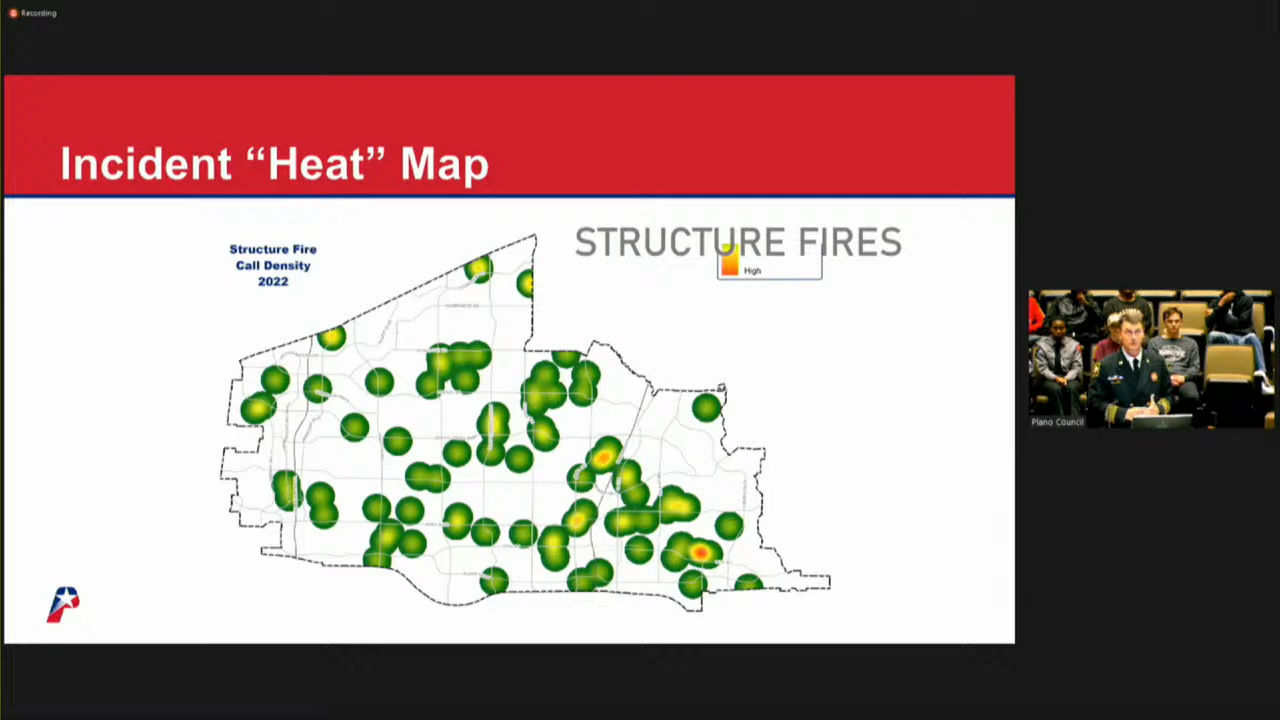 Recording
Incident “Heat” Map
Structure Fire
Call Density
2022
STRUCTURE FIRES
High
Plano Council